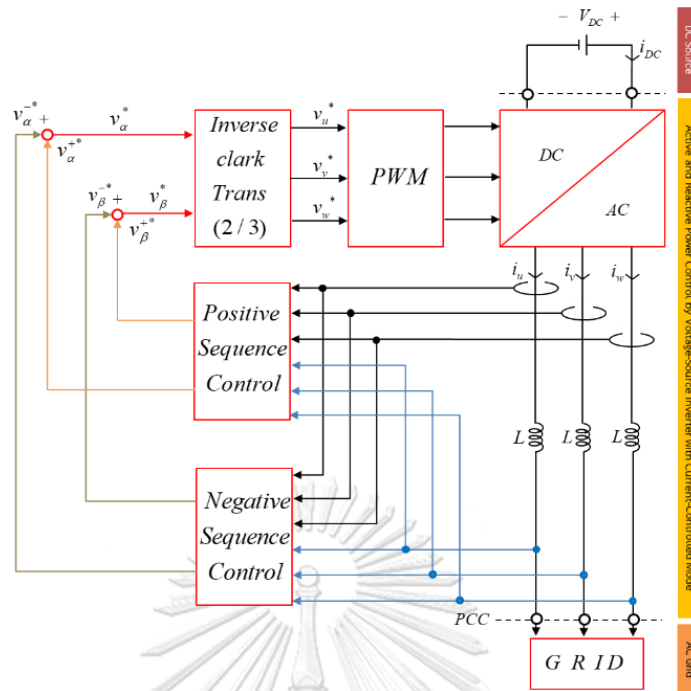 − V_DC +
i_DC
v_α^{-*} +
v_α^*
v_α^{+*}
v_β^{-*} +
v_β^*
v_β^{+*}
Inverse
clark
Trans
(2 / 3)
v_u^*
v_v^*
v_w^*
PWM
DC
AC
i_u
i_v
i_w
Positive
Sequence
Control
L
L
L
Negative
Sequence
Control
PCC
G R I D
DC Source
Active and Reactive Power Control by Voltage-Source Inverter with Current-Controlled Mode
AC Grid